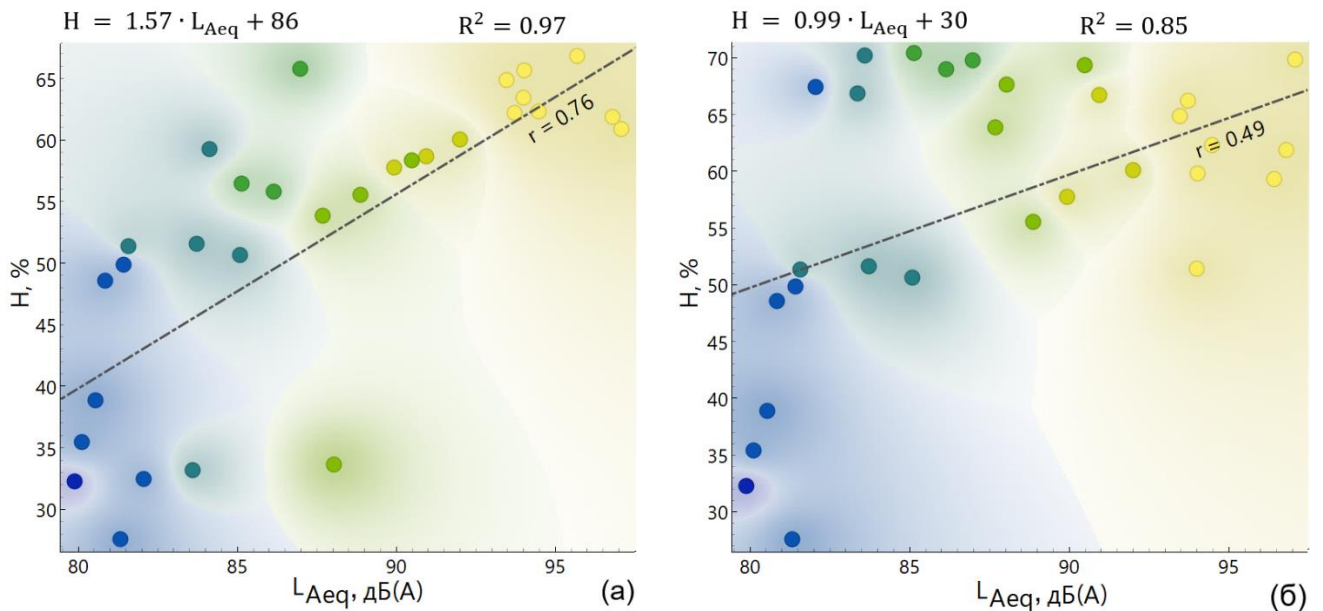 H = 1.57 · L_Aeq + 86 R² = 0.97
65
60
55
50
45
40
35
30
H, %
r = 0.76
80 85 90 95
L_Aeq, дБ(А)
(а)
H = 0.99 · L_Aeq + 30 R² = 0.85
70
65
60
55
50
45
40
35
30
H, %
r = 0.49
80 85 90 95
L_Aeq, дБ(А)
(б)